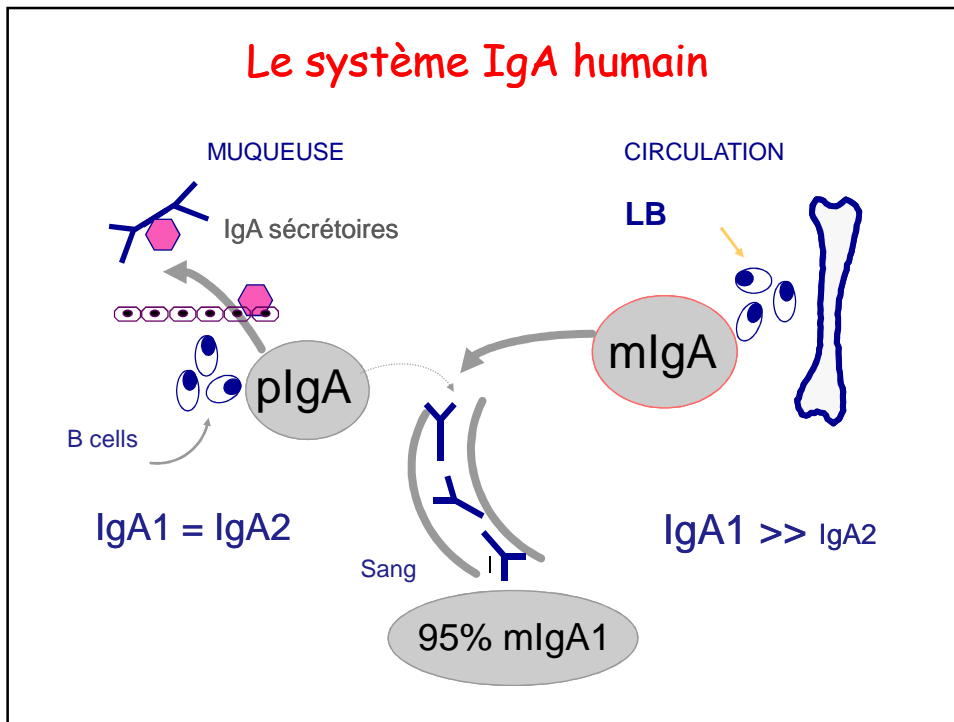 Le système IgA humain
MUQUEUSE
CIRCULATION
LB
IgA sécrétoires
mIgA
pIgA
B cells
IgA1 = IgA2
IgA1 >> IgA2
Sang
I
95% mIgA1